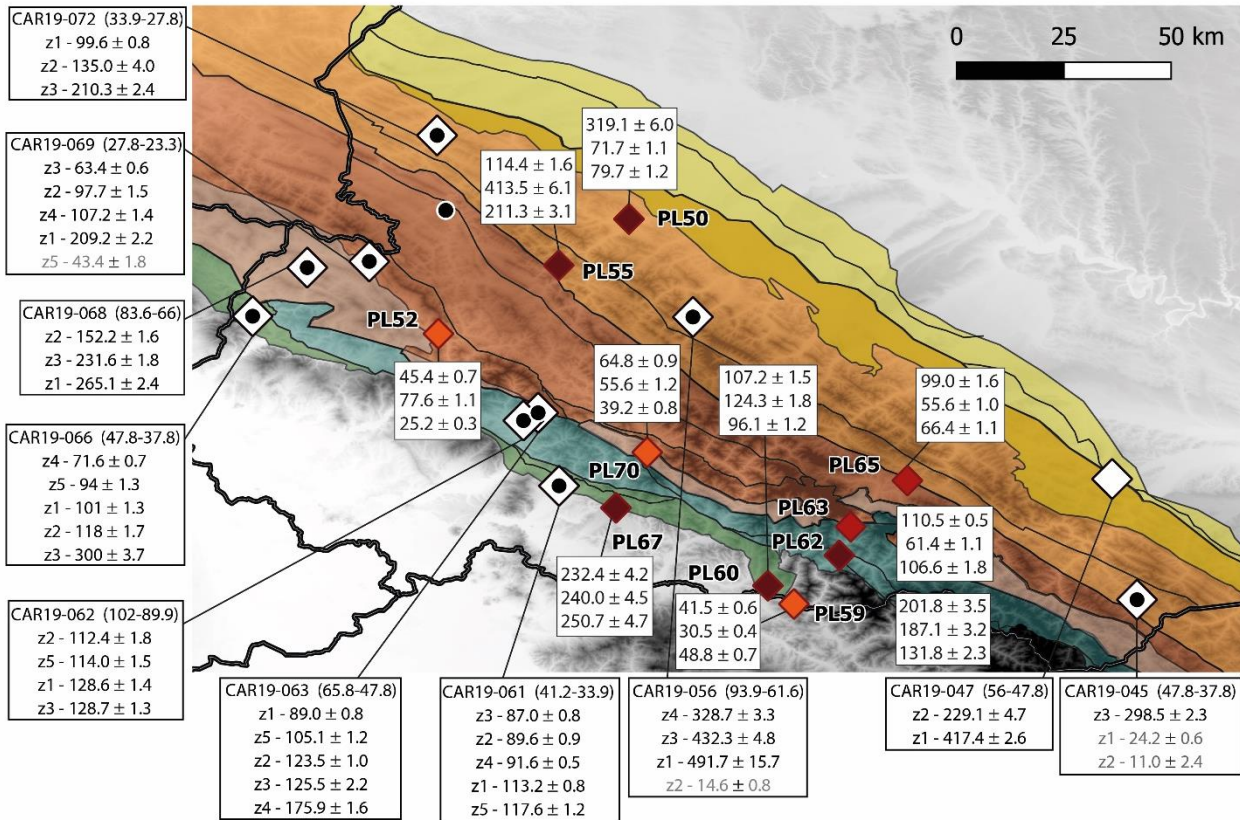 CAR19-072 (33.9-27.8)
z1 - 99.6 ± 0.8
z2 - 135.0 ± 4.0
z3 - 210.3 ± 2.4
CAR19-069 (27.8-23.3)
z3 - 63.4 ± 0.6
z2 - 97.7 ± 1.5
z4 - 107.2 ± 1.4
z1 - 209.2 ± 2.2
z5 - 43.4 ± 1.8
CAR19-068 (83.6-66)
z2 - 152.2 ± 1.6
z3 - 231.6 ± 1.8
z1 - 265.1 ± 2.4
CAR19-066 (47.8-37.8)
z4 - 71.6 ± 0.7
z5 - 94 ± 1.3
z1 - 101 ± 1.3
z2 - 118 ± 1.7
z3 - 300 ± 3.7
CAR19-062 (102-89.9)
z2 - 112.4 ± 1.8
z5 - 114.0 ± 1.5
z1 - 128.6 ± 1.4
z3 - 128.7 ± 1.3
0 25 50 km
319.1 ± 6.0
71.7 ± 1.1
79.7 ± 1.2
PL50
114.4 ± 1.6
413.5 ± 6.1
211.3 ± 3.1
PL55
PL52
45.4 ± 0.7
77.6 ± 1.1
25.2 ± 0.3
64.8 ± 0.9
55.6 ± 1.2
39.2 ± 0.8
PL70
107.2 ± 1.5
124.3 ± 1.8
96.1 ± 1.2
99.0 ± 1.6
55.6 ± 1.0
66.4 ± 1.1
PL65
PL63
110.5 ± 0.5
61.4 ± 1.1
106.6 ± 1.8
PL62
201.8 ± 3.5
187.1 ± 3.2
131.8 ± 2.3
PL67
232.4 ± 4.2
240.0 ± 4.5
250.7 ± 4.7
PL60
PL59
41.5 ± 0.6
30.5 ± 0.4
48.8 ± 0.7
CAR19-063 (65.8-47.8)
z1 - 89.0 ± 0.8
z5 - 105.1 ± 1.2
z2 - 123.5 ± 1.0
z3 - 125.5 ± 2.2
z4 - 175.9 ± 1.6
CAR19-061 (41.2-33.9)
z3 - 87.0 ± 0.8
z2 - 89.6 ± 0.9
z4 - 91.6 ± 0.5
z1 - 113.2 ± 0.8
z5 - 117.6 ± 1.2
CAR19-056 (93.9-61.6)
z4 - 328.7 ± 3.3
z3 - 432.3 ± 4.8
z1 - 491.7 ± 15.7
z2 - 14.6 ± 0.8
CAR19-047 (56-47.8)
z2 - 229.1 ± 4.7
z1 - 417.4 ± 2.6
CAR19-045 (47.8-37.8)
z3 - 298.5 ± 2.3
z1 - 24.2 ± 0.6
z2 - 11.0 ± 2.4